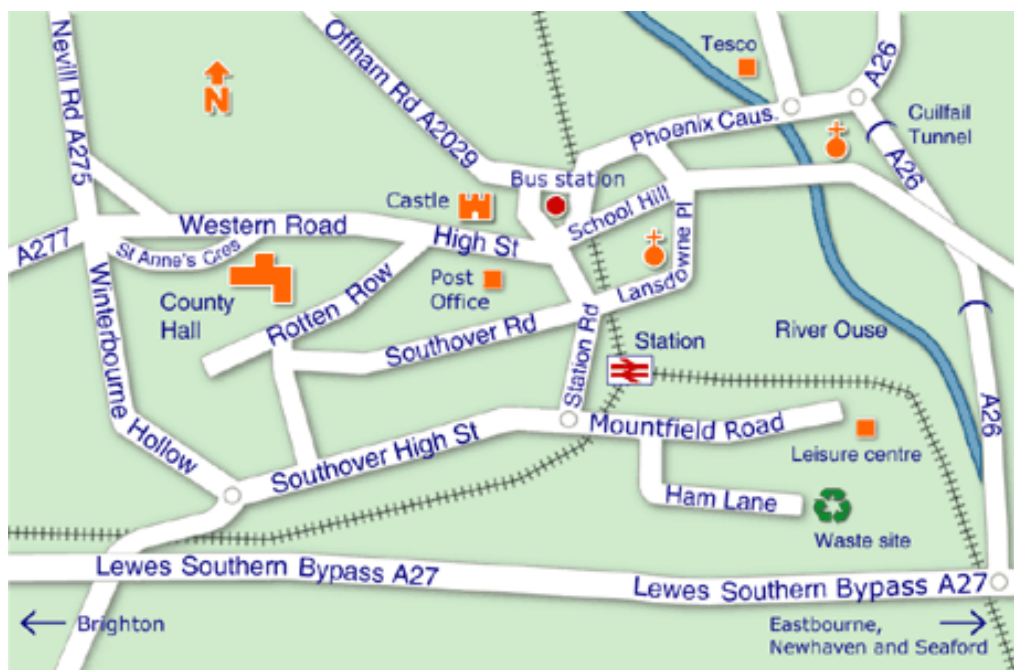 Nevill Rd A275
Offham Rd A2029
N
Tesco
A26
Phoenix Caus.
Cuilfail
Tunnel
A26
Bus station
Castle
School Hill
Western Road
High St
A277
St Anne's Cres
Lansdowne Pl
County
Hall
Post
Office
Rotten Row
Winterbourne Hollow
Southover Rd
Station Rd
Station
River Ouse
A26
Mountfield Road
Southover High St
Leisure centre
Ham Lane
Waste site
Lewes Southern Bypass A27
Lewes Southern Bypass A27
Brighton
Eastbourne,
Newhaven and Seaford